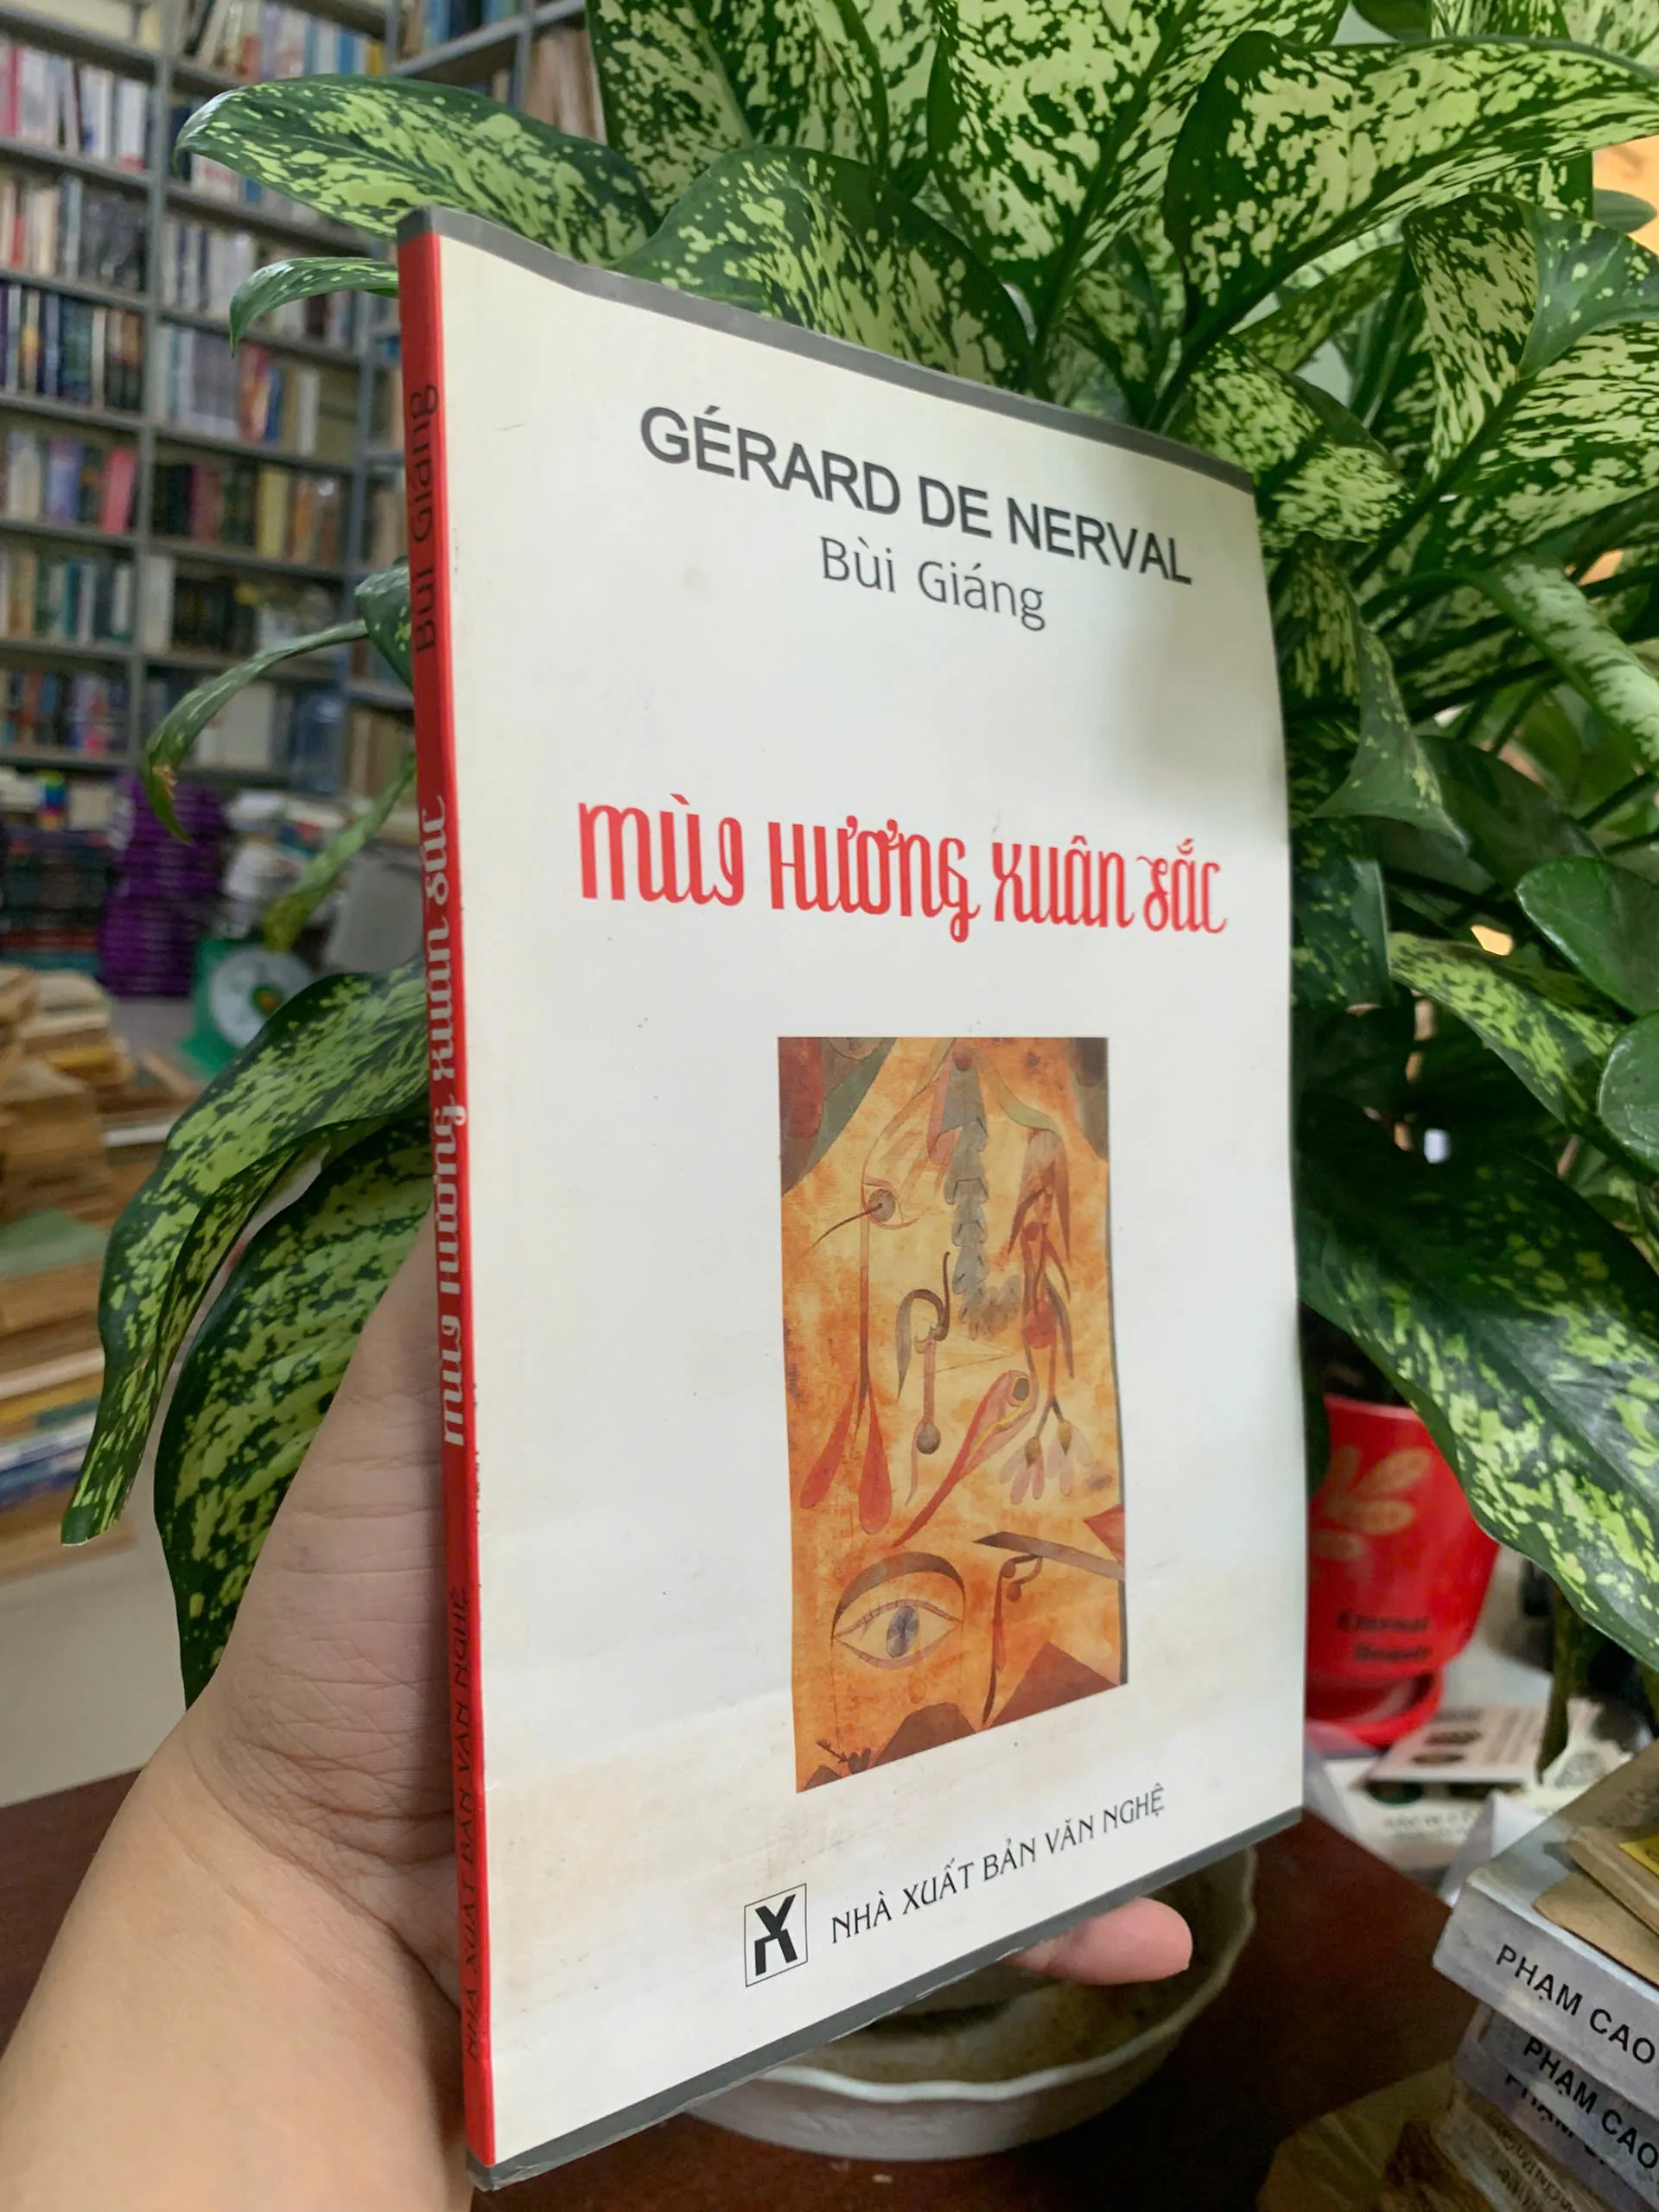 GÉRARD DE NERVAL
Bùi Giáng
Mùi Hương Xuân Sắc
NHÀ XUẤT BẢN VĂN NGHỆ
Bùi Giáng
Mùi Hương Xuân Sắc
NHÀ XUẤT BẢN VĂN NGHỆ
PHẠM CAO
PHẠM CAO